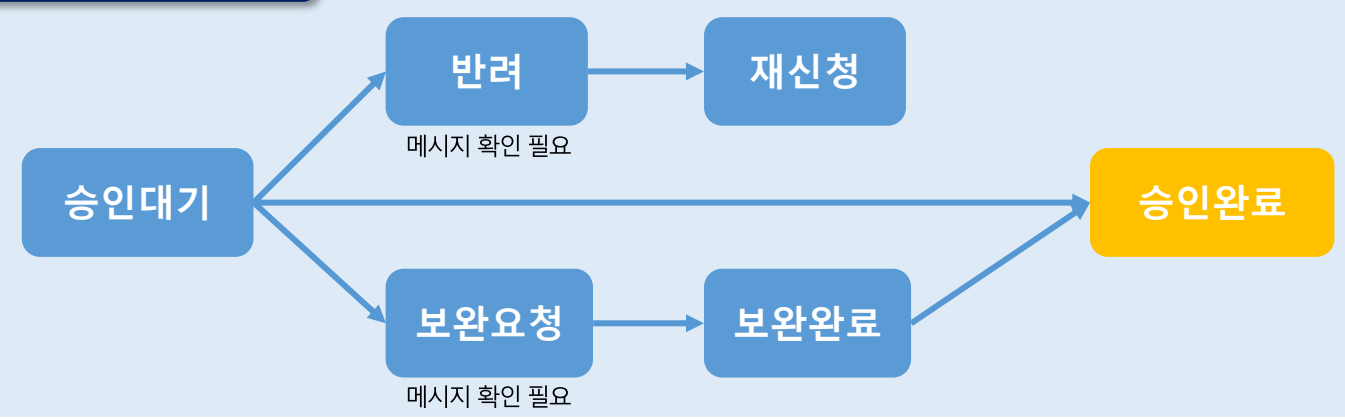 반려
재신청
메시지 확인 필요
승인대기
승인완료
보완요청
보완완료
메시지 확인 필요